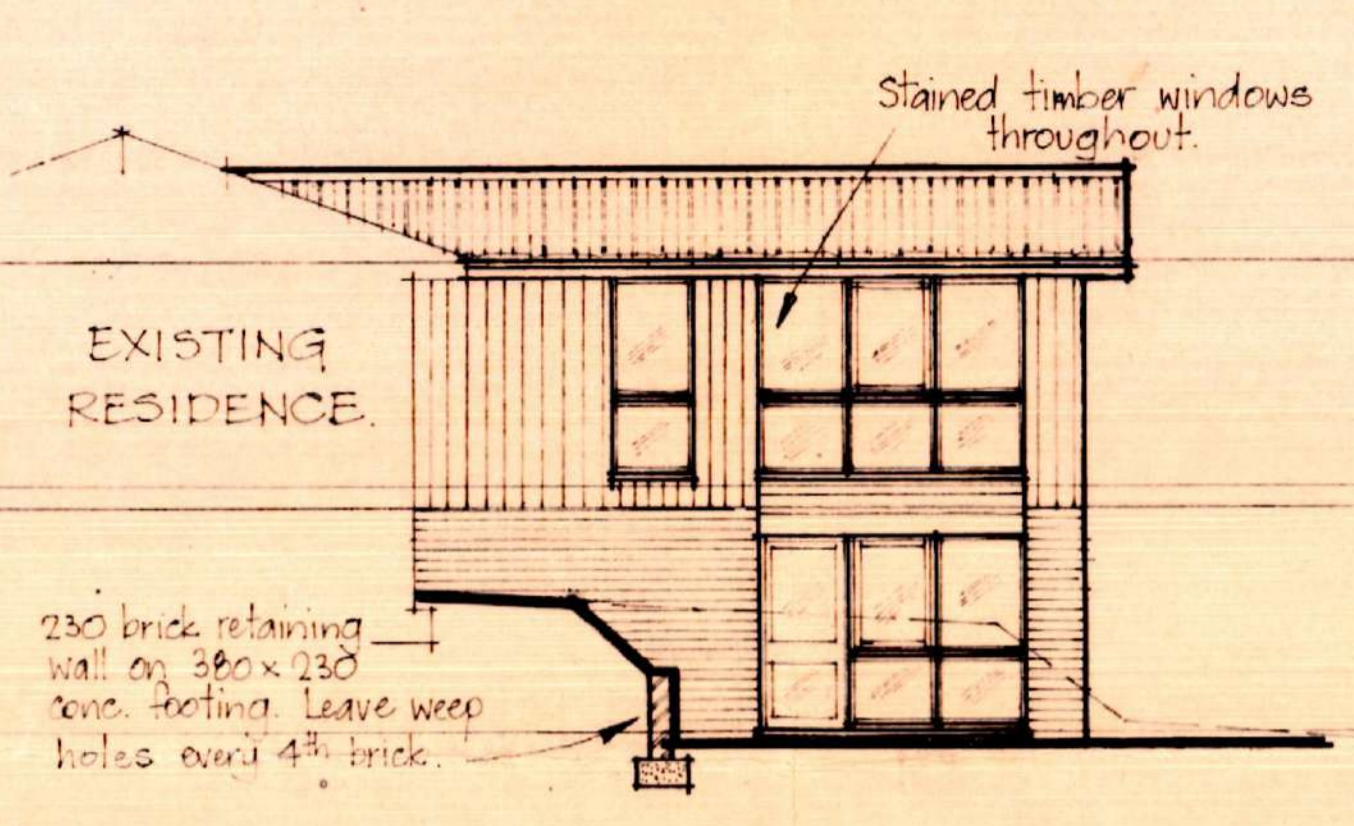 Stained timber windows
throughout.
EXISTING
RESIDENCE.
230 brick retaining
wall on 380 x 230
conc. footing. Leave weep
holes every 4th brick.